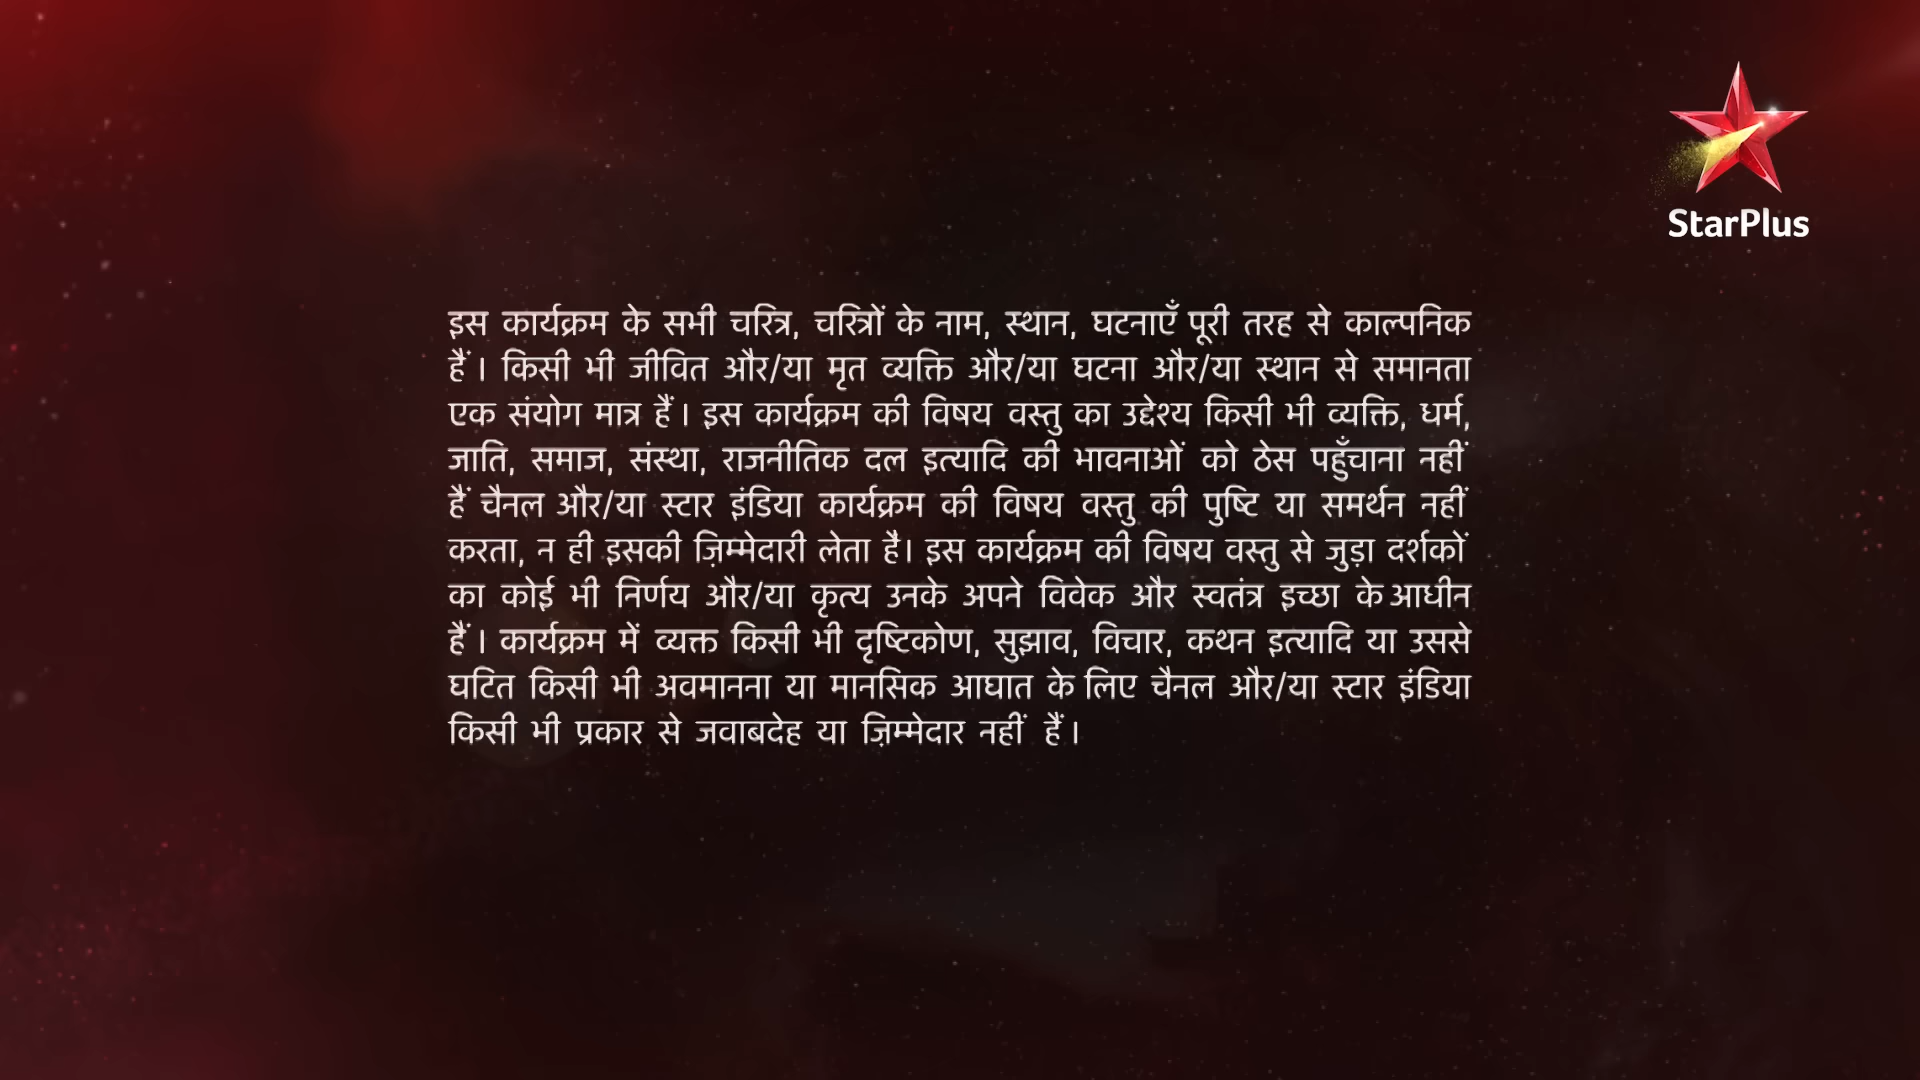 StarPlus
इस कार्यक्रम के सभी चरित्र, चरित्रों के नाम, स्थान, घटनाएँ पूरी तरह से काल्पनिक
हैं। किसी भी जीवित और/या मृत व्यक्ति और/या घटना और/या स्थान से समानता
एक संयोग मात्र हैं। इस कार्यक्रम की विषय वस्तु का उद्देश्य किसी भी व्यक्ति, धर्म,
जाति, समाज, संस्था, राजनीतिक दल इत्यादि की भावनाओं को ठेस पहुँचाना नहीं
हैं चैनल और/या स्टार इंडिया कार्यक्रम की विषय वस्तु की पुष्टि या समर्थन नहीं
करता, न ही इसकी ज़िम्मेदारी लेता है। इस कार्यक्रम की विषय वस्तु से जुड़ा दर्शकों
का कोई भी निर्णय और/या कृत्य उनके अपने विवेक और स्वतंत्र इच्छा के आधीन
हैं। कार्यक्रम में व्यक्त किसी भी दृष्टिकोण, सुझाव, विचार, कथन इत्यादि या उससे
घटित किसी भी अवमानना या मानसिक आघात के लिए चैनल और/या स्टार इंडिया
किसी भी प्रकार से जवाबदेह या ज़िम्मेदार नहीं हैं।